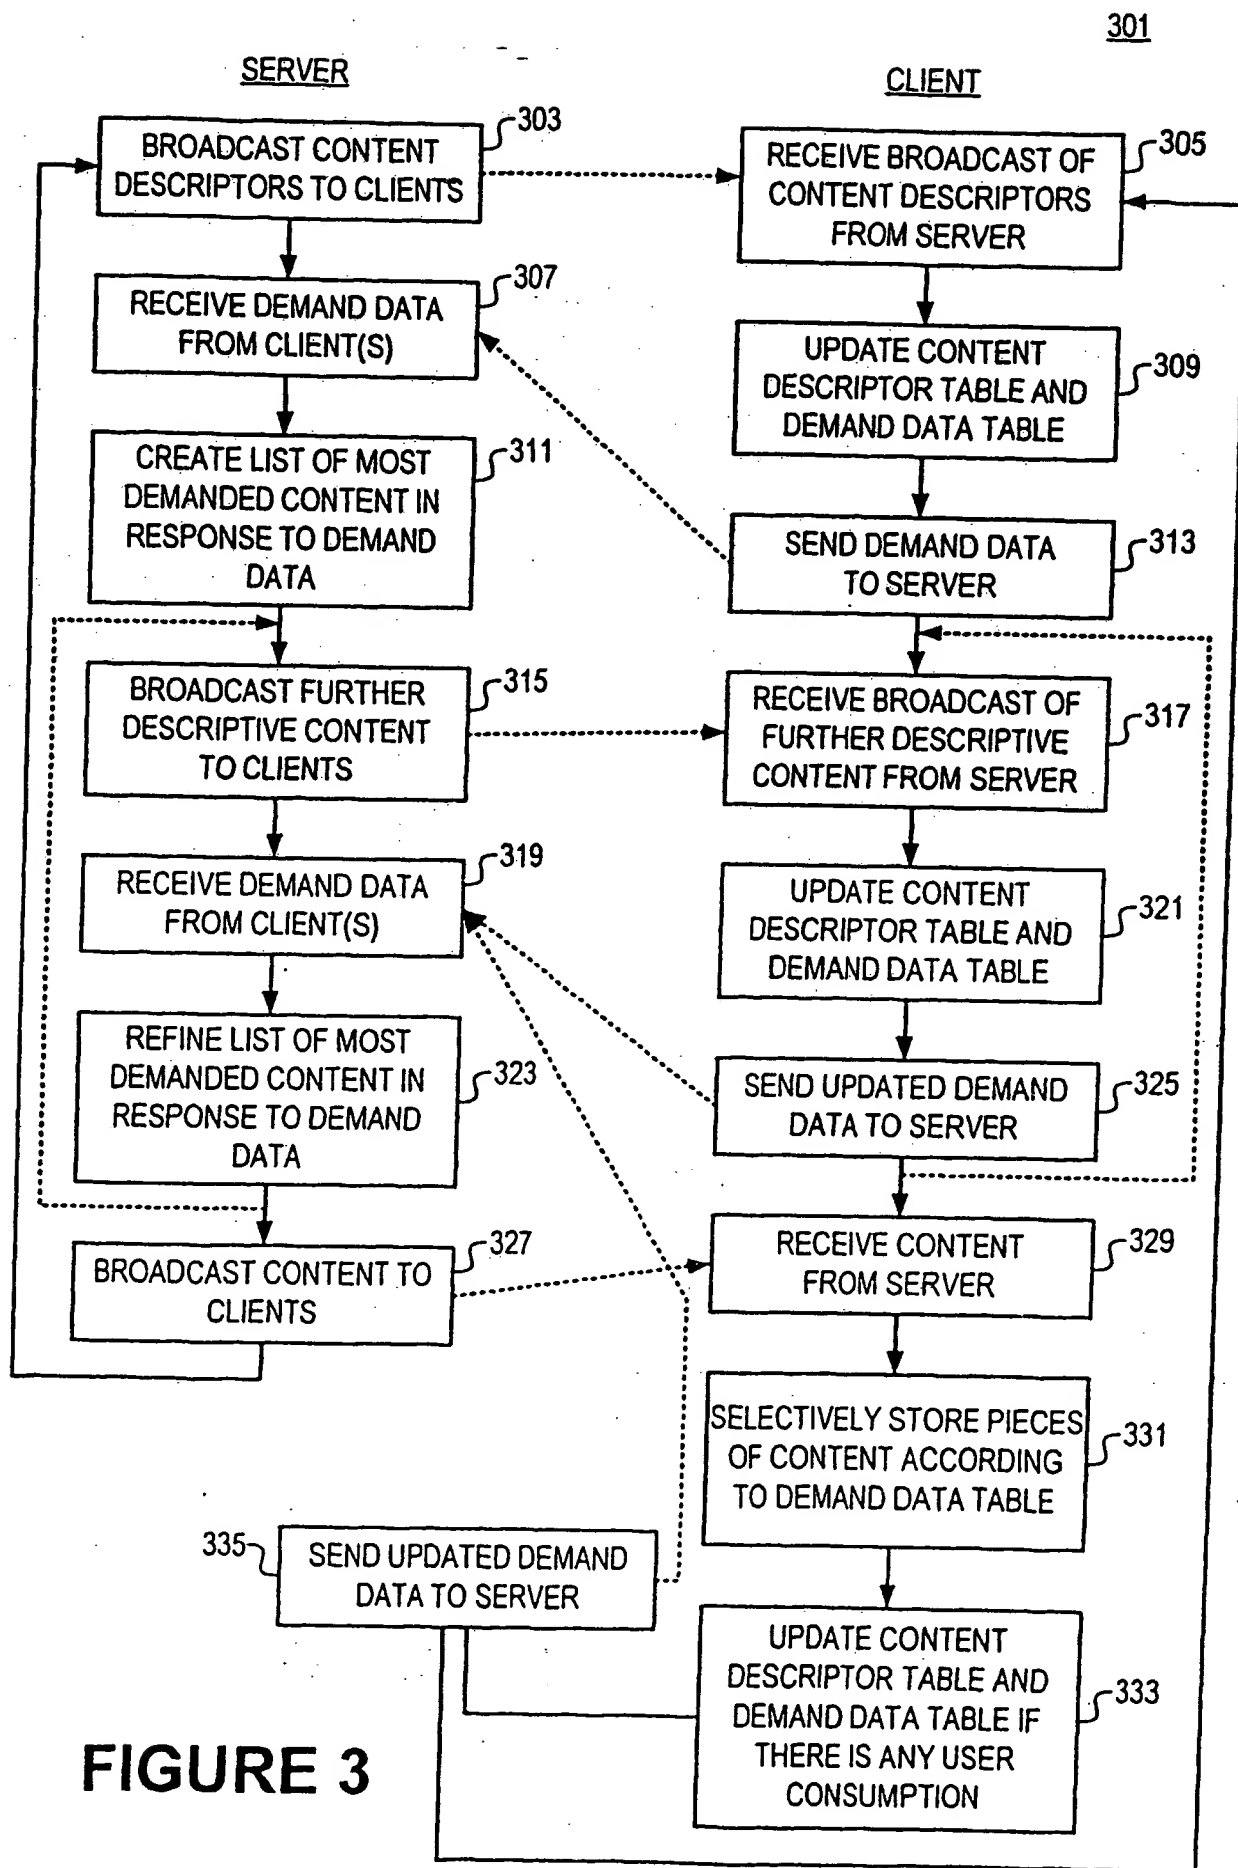 301
SERVER
CLIENT
BROADCAST CONTENT
DESCRIPTORS TO CLIENTS
303
RECEIVE BROADCAST OF
CONTENT DESCRIPTORS
FROM SERVER
305
RECEIVE DEMAND DATA
FROM CLIENT(S)
307
UPDATE CONTENT
DESCRIPTOR TABLE AND
DEMAND DATA TABLE
309
CREATE LIST OF MOST
DEMANDED CONTENT IN
RESPONSE TO DEMAND
DATA
311
SEND DEMAND DATA
TO SERVER
313
BROADCAST FURTHER
DESCRIPTIVE CONTENT
TO CLIENTS
315
RECEIVE BROADCAST OF
FURTHER DESCRIPTIVE
CONTENT FROM SERVER
317
RECEIVE DEMAND DATA
FROM CLIENT(S)
319
UPDATE CONTENT
DESCRIPTOR TABLE AND
DEMAND DATA TABLE
321
REFINE LIST OF MOST
DEMANDED CONTENT IN
RESPONSE TO DEMAND
DATA
323
SEND UPDATED DEMAND
DATA TO SERVER
325
BROADCAST CONTENT TO
CLIENTS
327
RECEIVE CONTENT
FROM SERVER
329
SELECTIVELY STORE PIECES
OF CONTENT ACCORDING
TO DEMAND DATA TABLE
331
335
SEND UPDATED DEMAND
DATA TO SERVER
UPDATE CONTENT
DESCRIPTOR TABLE AND
DEMAND DATA TABLE IF
THERE IS ANY USER
CONSUMPTION
333
FIGURE 3